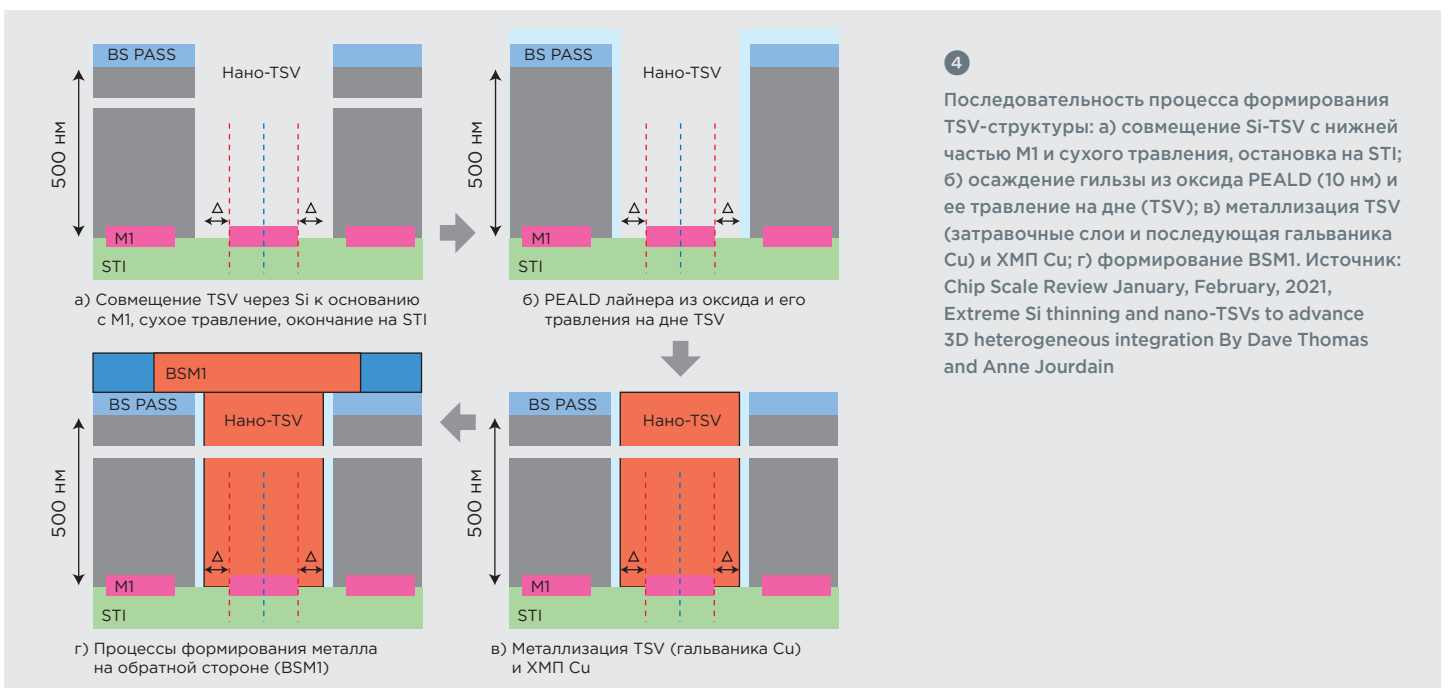 BS PASS
Нано-TSV
500 нм
Δ
Δ
M1
STI
а) Совмещение TSV через Si к основанию
с M1, сухое травление, окончание на STI
BS PASS
Нано-TSV
500 нм
Δ
Δ
M1
STI
б) PEALD лайнера из оксида и его
травления на дне TSV
BSM1
BS PASS
Нано-TSV
500 нм
Δ
Δ
M1
STI
г) Процессы формирования металла
на обратной стороне (BSM1)
BS PASS
Нано-TSV
500 нм
Δ
Δ
M1
STI
в) Металлизация TSV (гальваника Cu)
и ХМП Cu
4
Последовательность процесса формирования
TSV-структуры: а) совмещение Si-TSV с нижней
частью M1 и сухого травления, остановка на STI;
б) осаждение гильзы из оксида PEALD (10 нм) и
ее травление на дне (TSV); в) металлизация TSV
(затравочные слои и последующая гальваника
Cu) и ХМП Cu; г) формирование BSM1. Источник:
Chip Scale Review January, February, 2021,
Extreme Si thinning and nano-TSVs to advance
3D heterogeneous integration By Dave Thomas
and Anne Jourdain